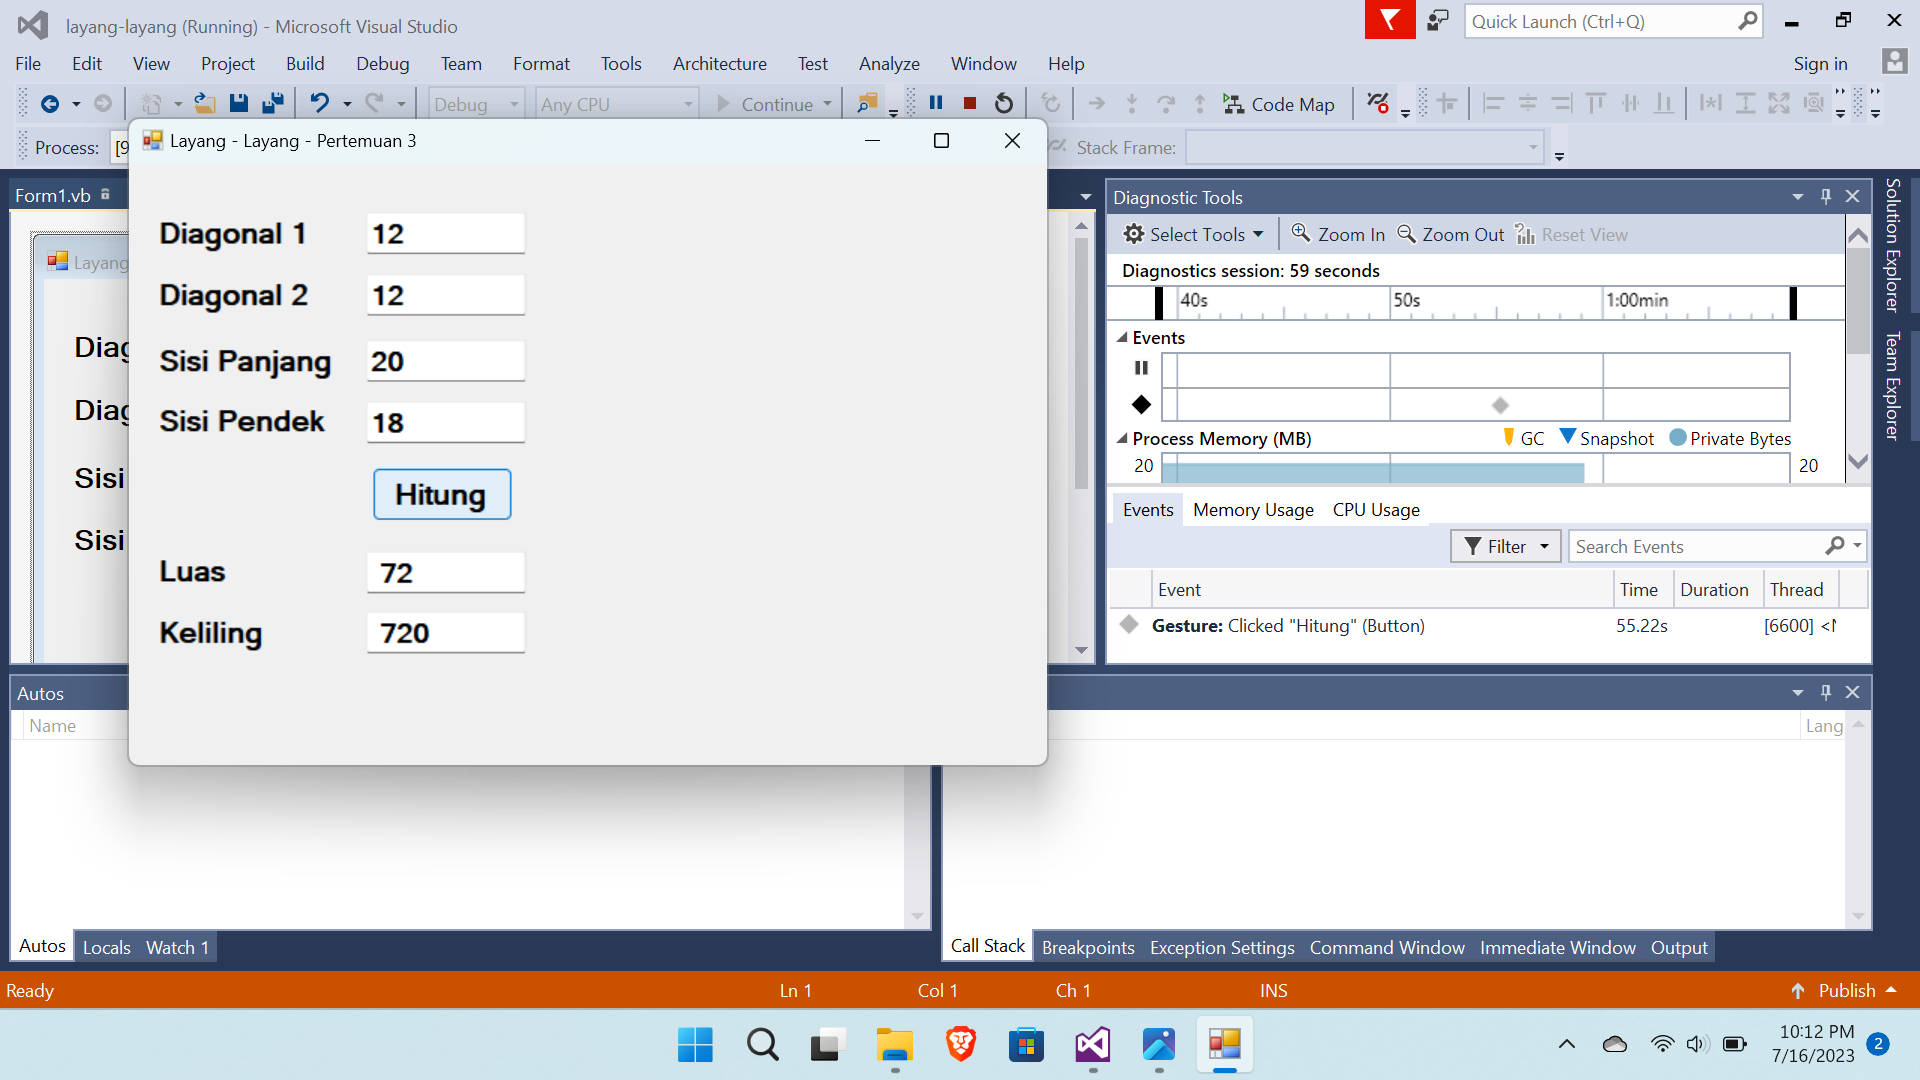 layang-layang (Running) - Microsoft Visual Studio
Quick Launch (Ctrl+Q)
File Edit View Project Build Debug Team Format Tools Architecture Test Analyze Window Help
Sign in
Debug Any CPU Continue Code Map
Process: [9
Stack Frame:
Layang - Layang - Pertemuan 3
Form1.vb
Layang
Diag
Diag
Sisi
Sisi
Diagonal 1 12
Diagonal 2 12
Sisi Panjang 20
Sisi Pendek 18
Hitung
Luas 72
Keliling 720
Diagnostic Tools
Select Tools Zoom In Zoom Out Reset View
Diagnostics session: 59 seconds
40s 50s 1:00min
Events
Process Memory (MB) GC Snapshot Private Bytes
20 20
Events Memory Usage CPU Usage
Filter Search Events
Event Time Duration Thread
Gesture: Clicked "Hitung" (Button) 55.22s [6600] <
Solution Explorer
Team Explorer
Autos
Name
Lang
Autos Locals Watch 1
Call Stack Breakpoints Exception Settings Command Window Immediate Window Output
Ready Ln 1 Col 1 Ch 1 INS Publish
10:12 PM
7/16/2023
2